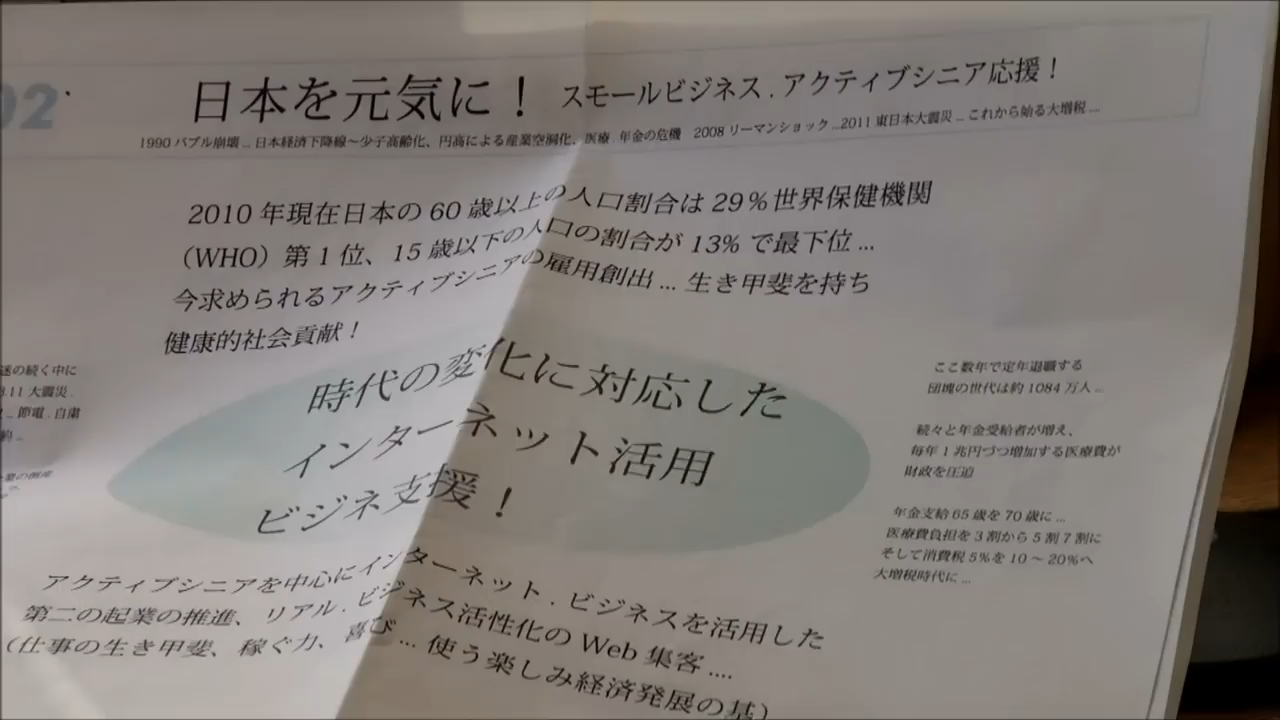 02
日本を元気に！ スモールビジネス . アクティブシニア応援！
1990 バブル崩壊 ... 日本経済下降線～少子高齢化、円高による産業空洞化、医療 . 年金の危機 2008 リーマンショック ...2011 東日本大震災 ... これから始る大増税 ....
2010 年現在日本の 60 歳以上の人口割合は 29％世界保健機関
（WHO）第 1 位、15 歳以下の人口の割合が 13% で最下位 ...
今求められるアクティブシニアの雇用創出 ... 生き甲斐を持ち
健康的社会貢献！
時代の変化に対応した
インターネット活用
ビジネ支援！
迷の続く中に
3.11 大震災 .
... 節電 . 自粛
ここ数年で定年退職する
団塊の世代は約 1084 万人 ...
続々と年金受給者が増え、
毎年 1 兆円づつ増加する医療費が
財政を圧迫
年金支給 65 歳を 70 歳に ...
医療費負担を 3 割から 5 割 7 割に
そして消費税 5%を 10 ～ 20%へ
大増税時代に ...
アクティブシニアを中心にインターネット . ビジネスを活用した
第二の起業の推進、リアル . ビジネス活性化の Web 集客 ....
（仕事の生き甲斐、稼ぐ力、喜び ... 使う楽しみ経済発展の基）